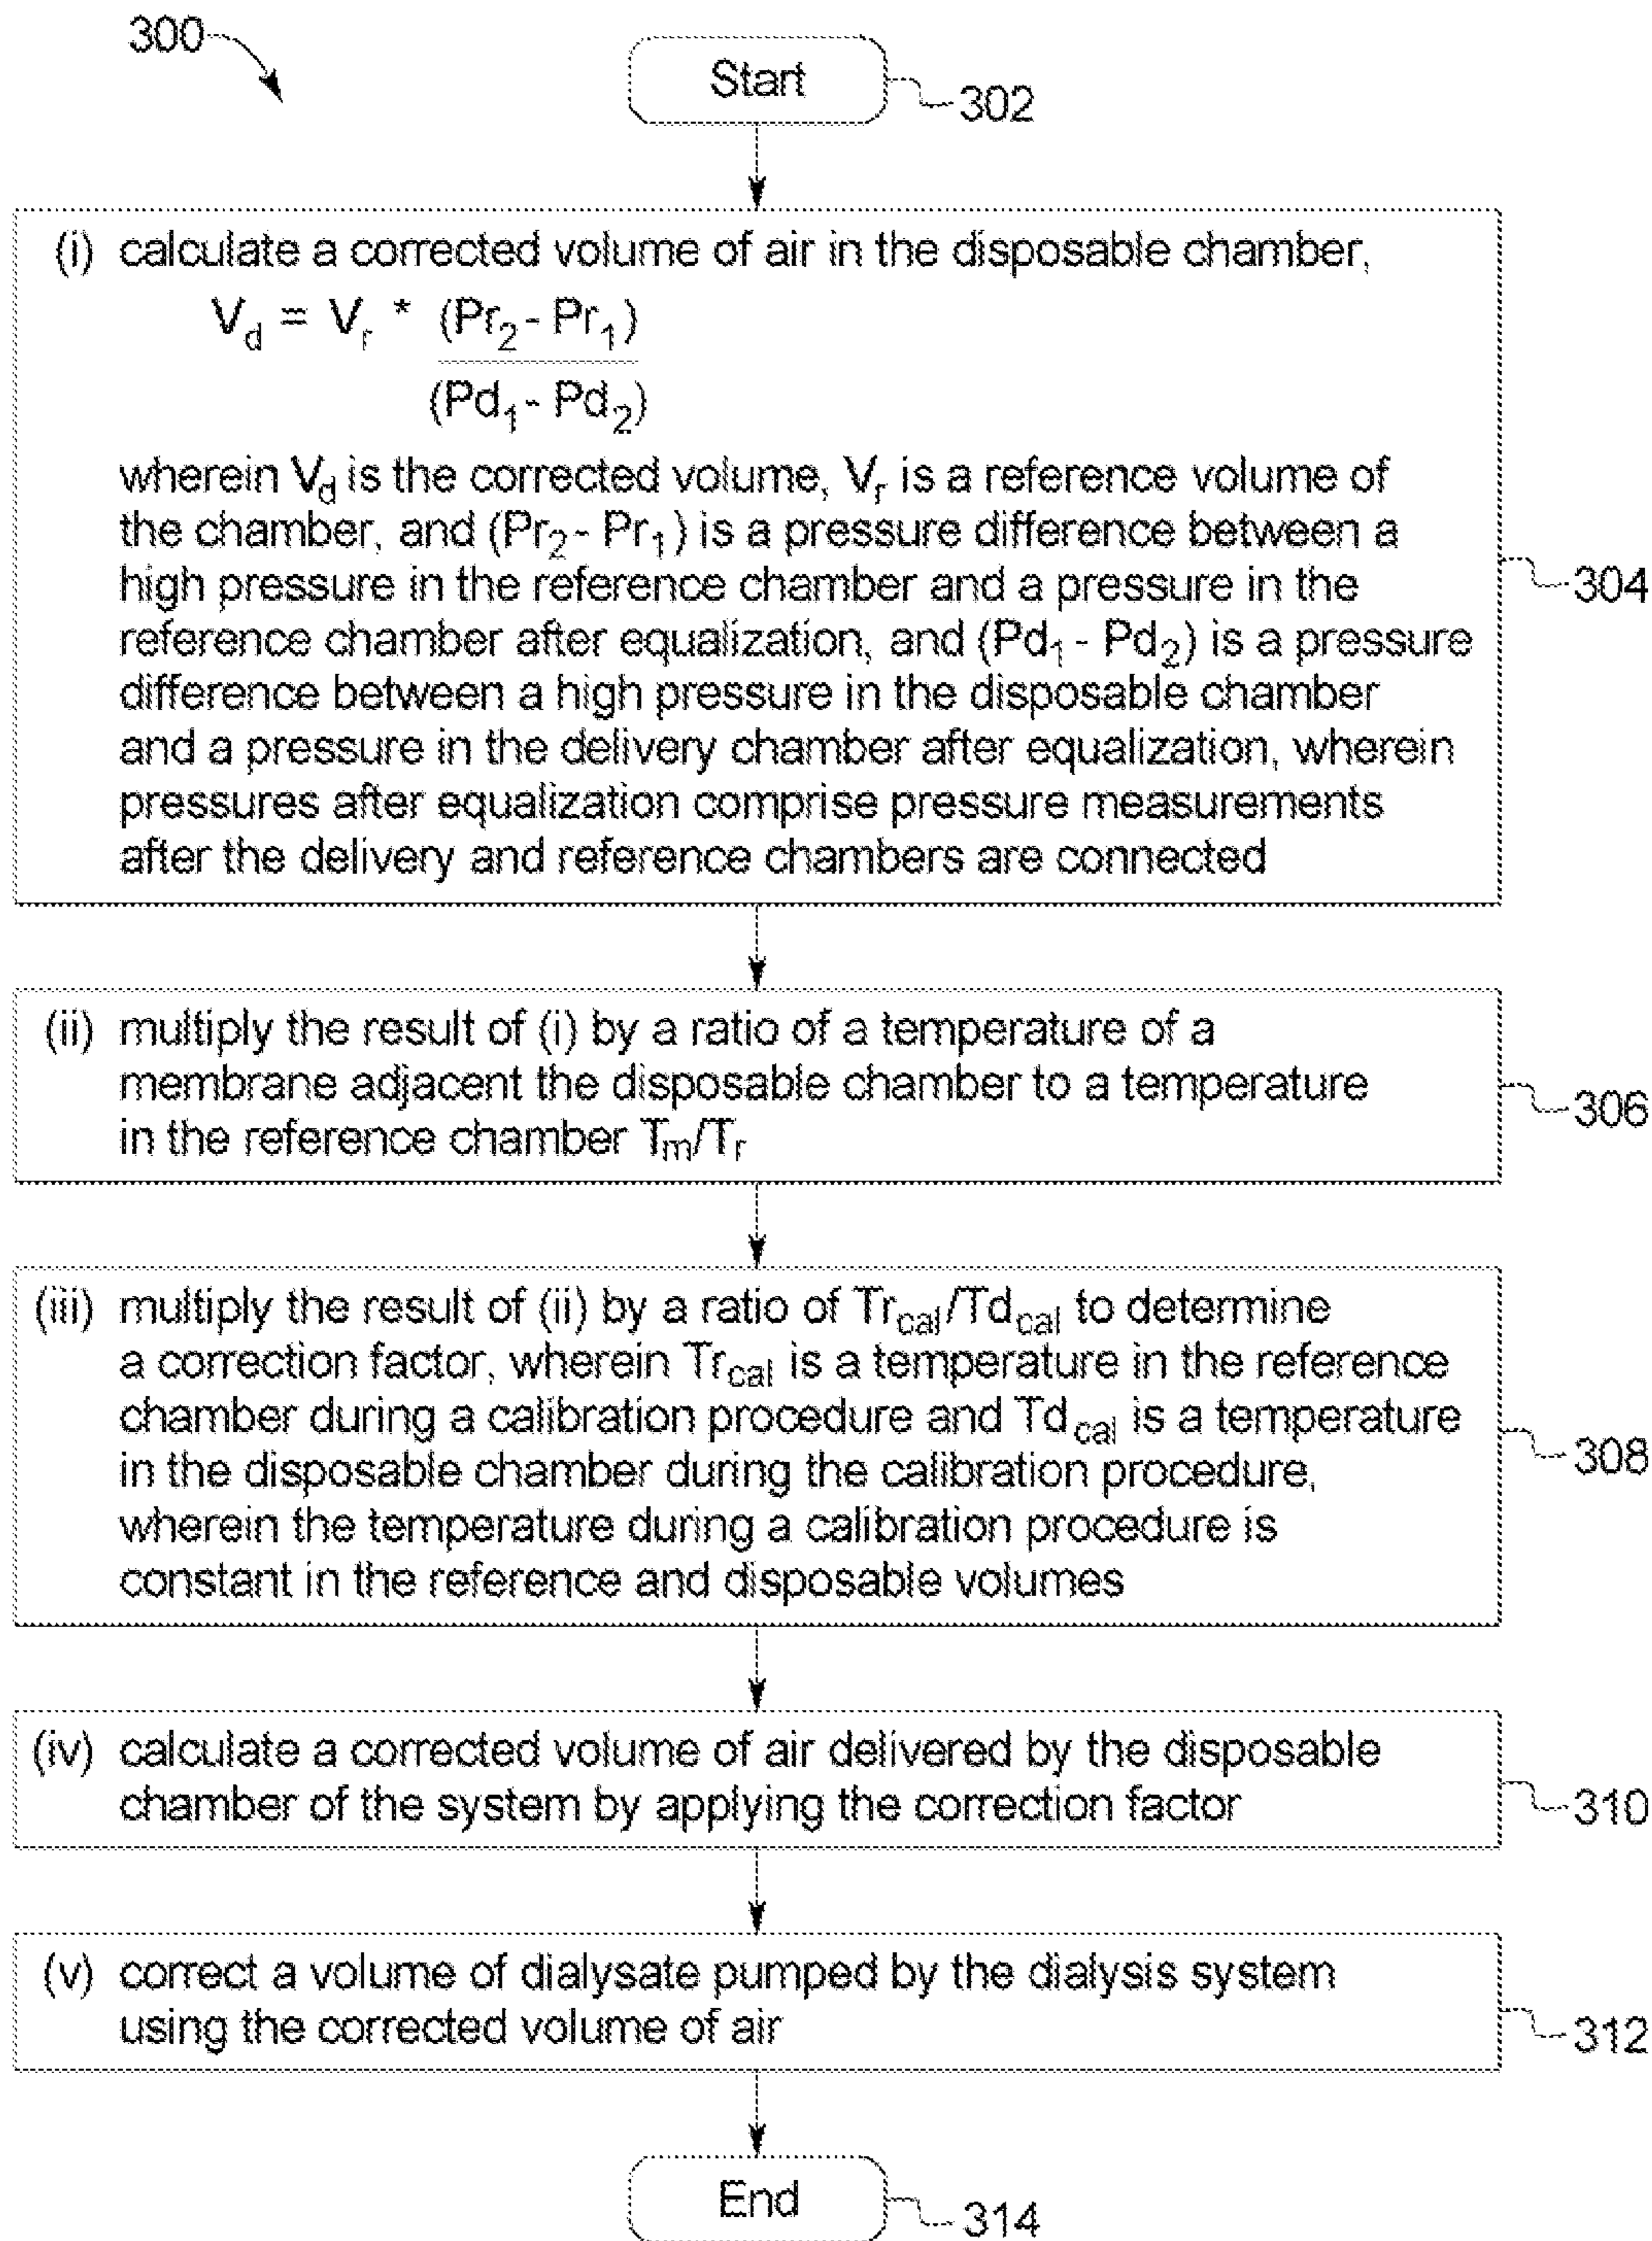 300
Start
302
(i) calculate a corrected volume of air in the disposable chamber,
V_d = V_r * (Pr_2 - Pr_1)
(Pd_1 - Pd_2)
wherein V_d is the corrected volume, V_r is a reference volume of
the chamber, and (Pr_2 - Pr_1) is a pressure difference between a
high pressure in the reference chamber and a pressure in the
reference chamber after equalization, and (Pd_1 - Pd_2) is a pressure
difference between a high pressure in the disposable chamber
and a pressure in the delivery chamber after equalization, wherein
pressures after equalization comprise pressure measurements
after the delivery and reference chambers are connected
304
(ii) multiply the result of (i) by a ratio of a temperature of a
membrane adjacent the disposable chamber to a temperature
in the reference chamber T_m/T_r
306
(iii) multiply the result of (ii) by a ratio of Tr_cal/Td_cal to determine
a correction factor, wherein Tr_cal is a temperature in the reference
chamber during a calibration procedure and Td_cal is a temperature
in the disposable chamber during the calibration procedure,
wherein the temperature during a calibration procedure is
constant in the reference and disposable volumes
308
(iv) calculate a corrected volume of air delivered by the disposable
chamber of the system by applying the correction factor
310
(v) correct a volume of dialysate pumped by the dialysis system
using the corrected volume of air
312
End
314